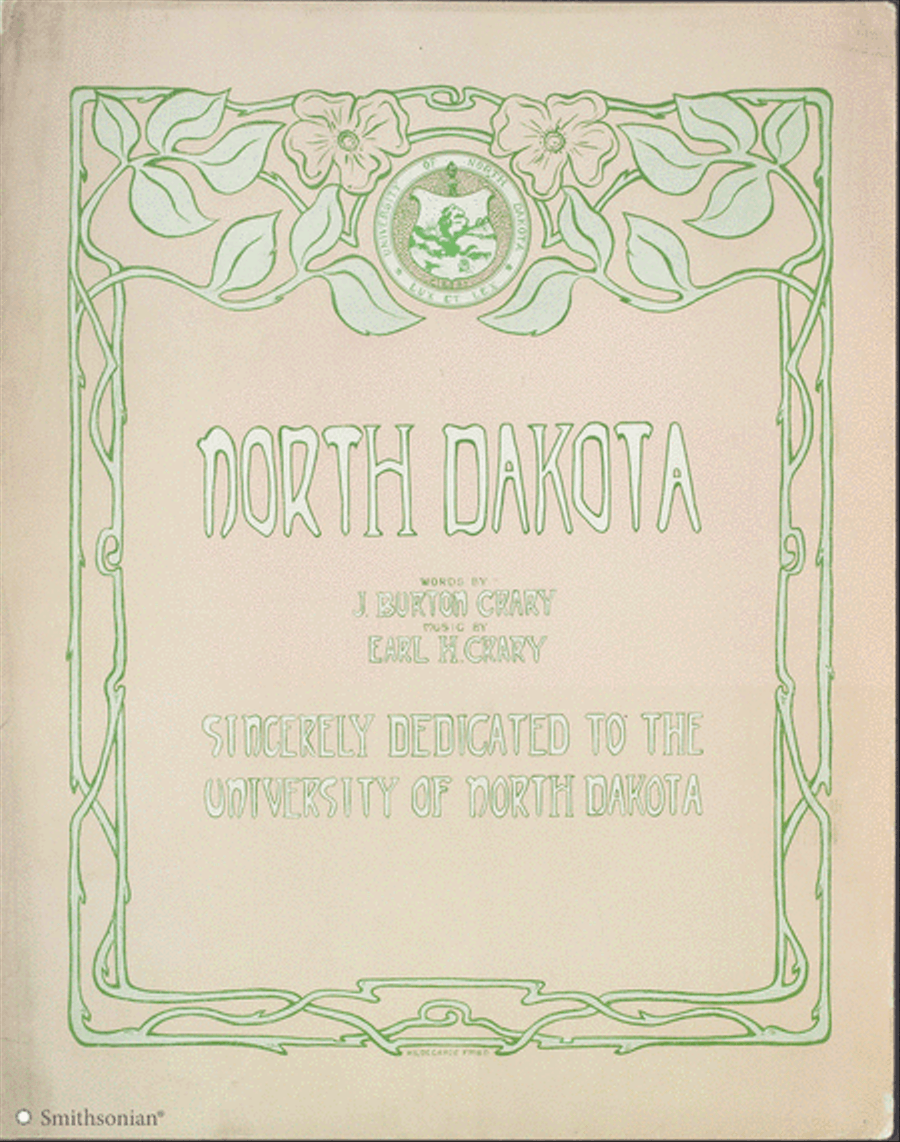 UNIVERSITY OF NORTH DAKOTA
LUX ET LEX
NORTH DAKOTA
WORDS BY
J. BURTON CRARY
MUSIC BY
EARL H. CRARY
SINCERELY DEDICATED TO THE
UNIVERSITY OF NORTH DAKOTA
HILDEGARDE
Smithsonian®